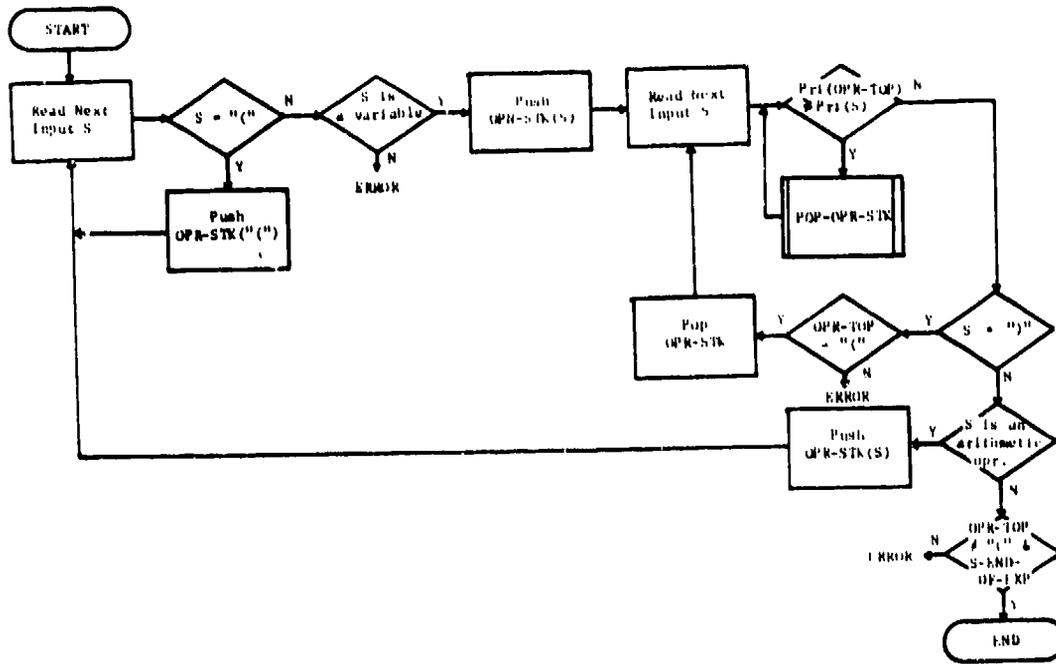 START
Read Next
Input S
S = "("
N
Y
Push
OPR-STK("(")
S is
a variable
Y
N
ERROR
Push
OPR-STK(S)
Read Next
Input S
Pri(OPR-TOP)
≥Pri(S)
N
Y
POP-OPR-STK
S = ")"
Y
N
OPR-TOP
= "("
Y
N
ERROR
Pop
OPR-STK
S is an
arithmetic
opr.
Y
N
Push
OPR-STK(S)
OPR-TOP
≠ "(" &
S-END-
OF-EXP
N
ERROR
Y
END